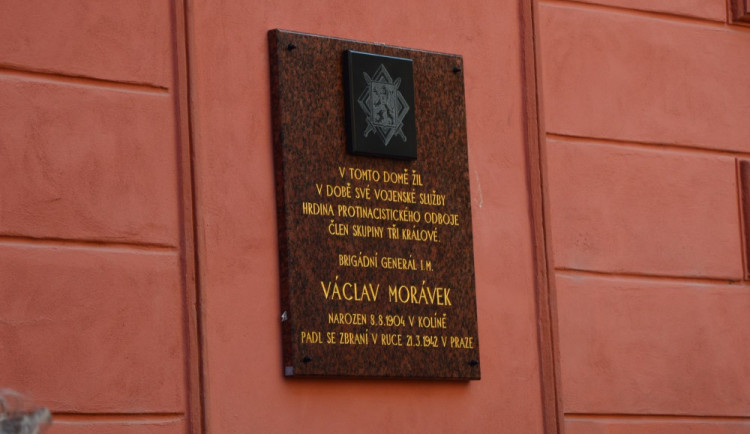 V TOMTO DOMĚ ŽIL
V DOBĚ SVÉ VOJENSKÉ SLUŽBY
HRDINA PROTINACISTICKÉHO ODBOJE
ČLEN SKUPINY TŘI KRÁLOVÉ.
BRIGÁDNÍ GENERÁL I.M.
VÁCLAV MORÁVEK
NAROZEN 8.8.1904 V KOLÍNĚ
PADL SE ZBRANÍ V RUCE 21.3.1942 V PRAZE